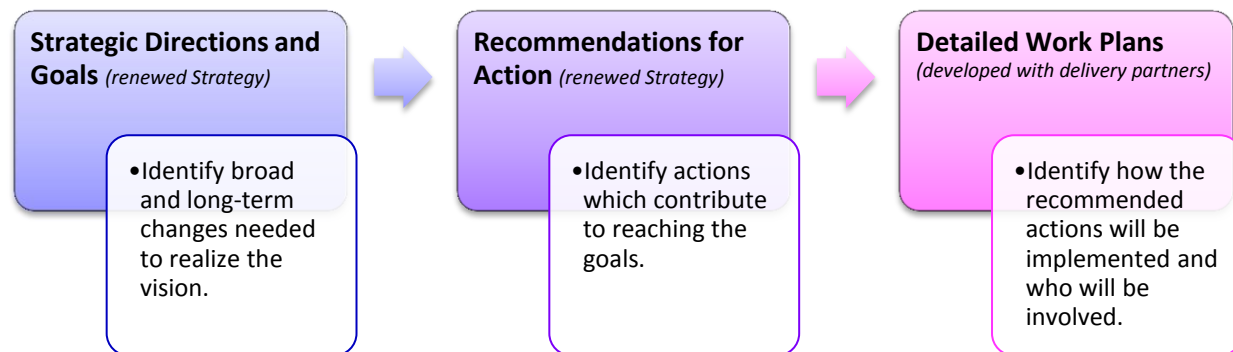 Strategic Directions and
Goals (renewed Strategy)
•Identify broad
and long-term
changes needed
to realize the
vision.
Recommendations for
Action (renewed Strategy)
•Identify actions
which contribute
to reaching the
goals.
Detailed Work Plans
(developed with delivery partners)
•Identify how the
recommended
actions will be
implemented and
who will be
involved.